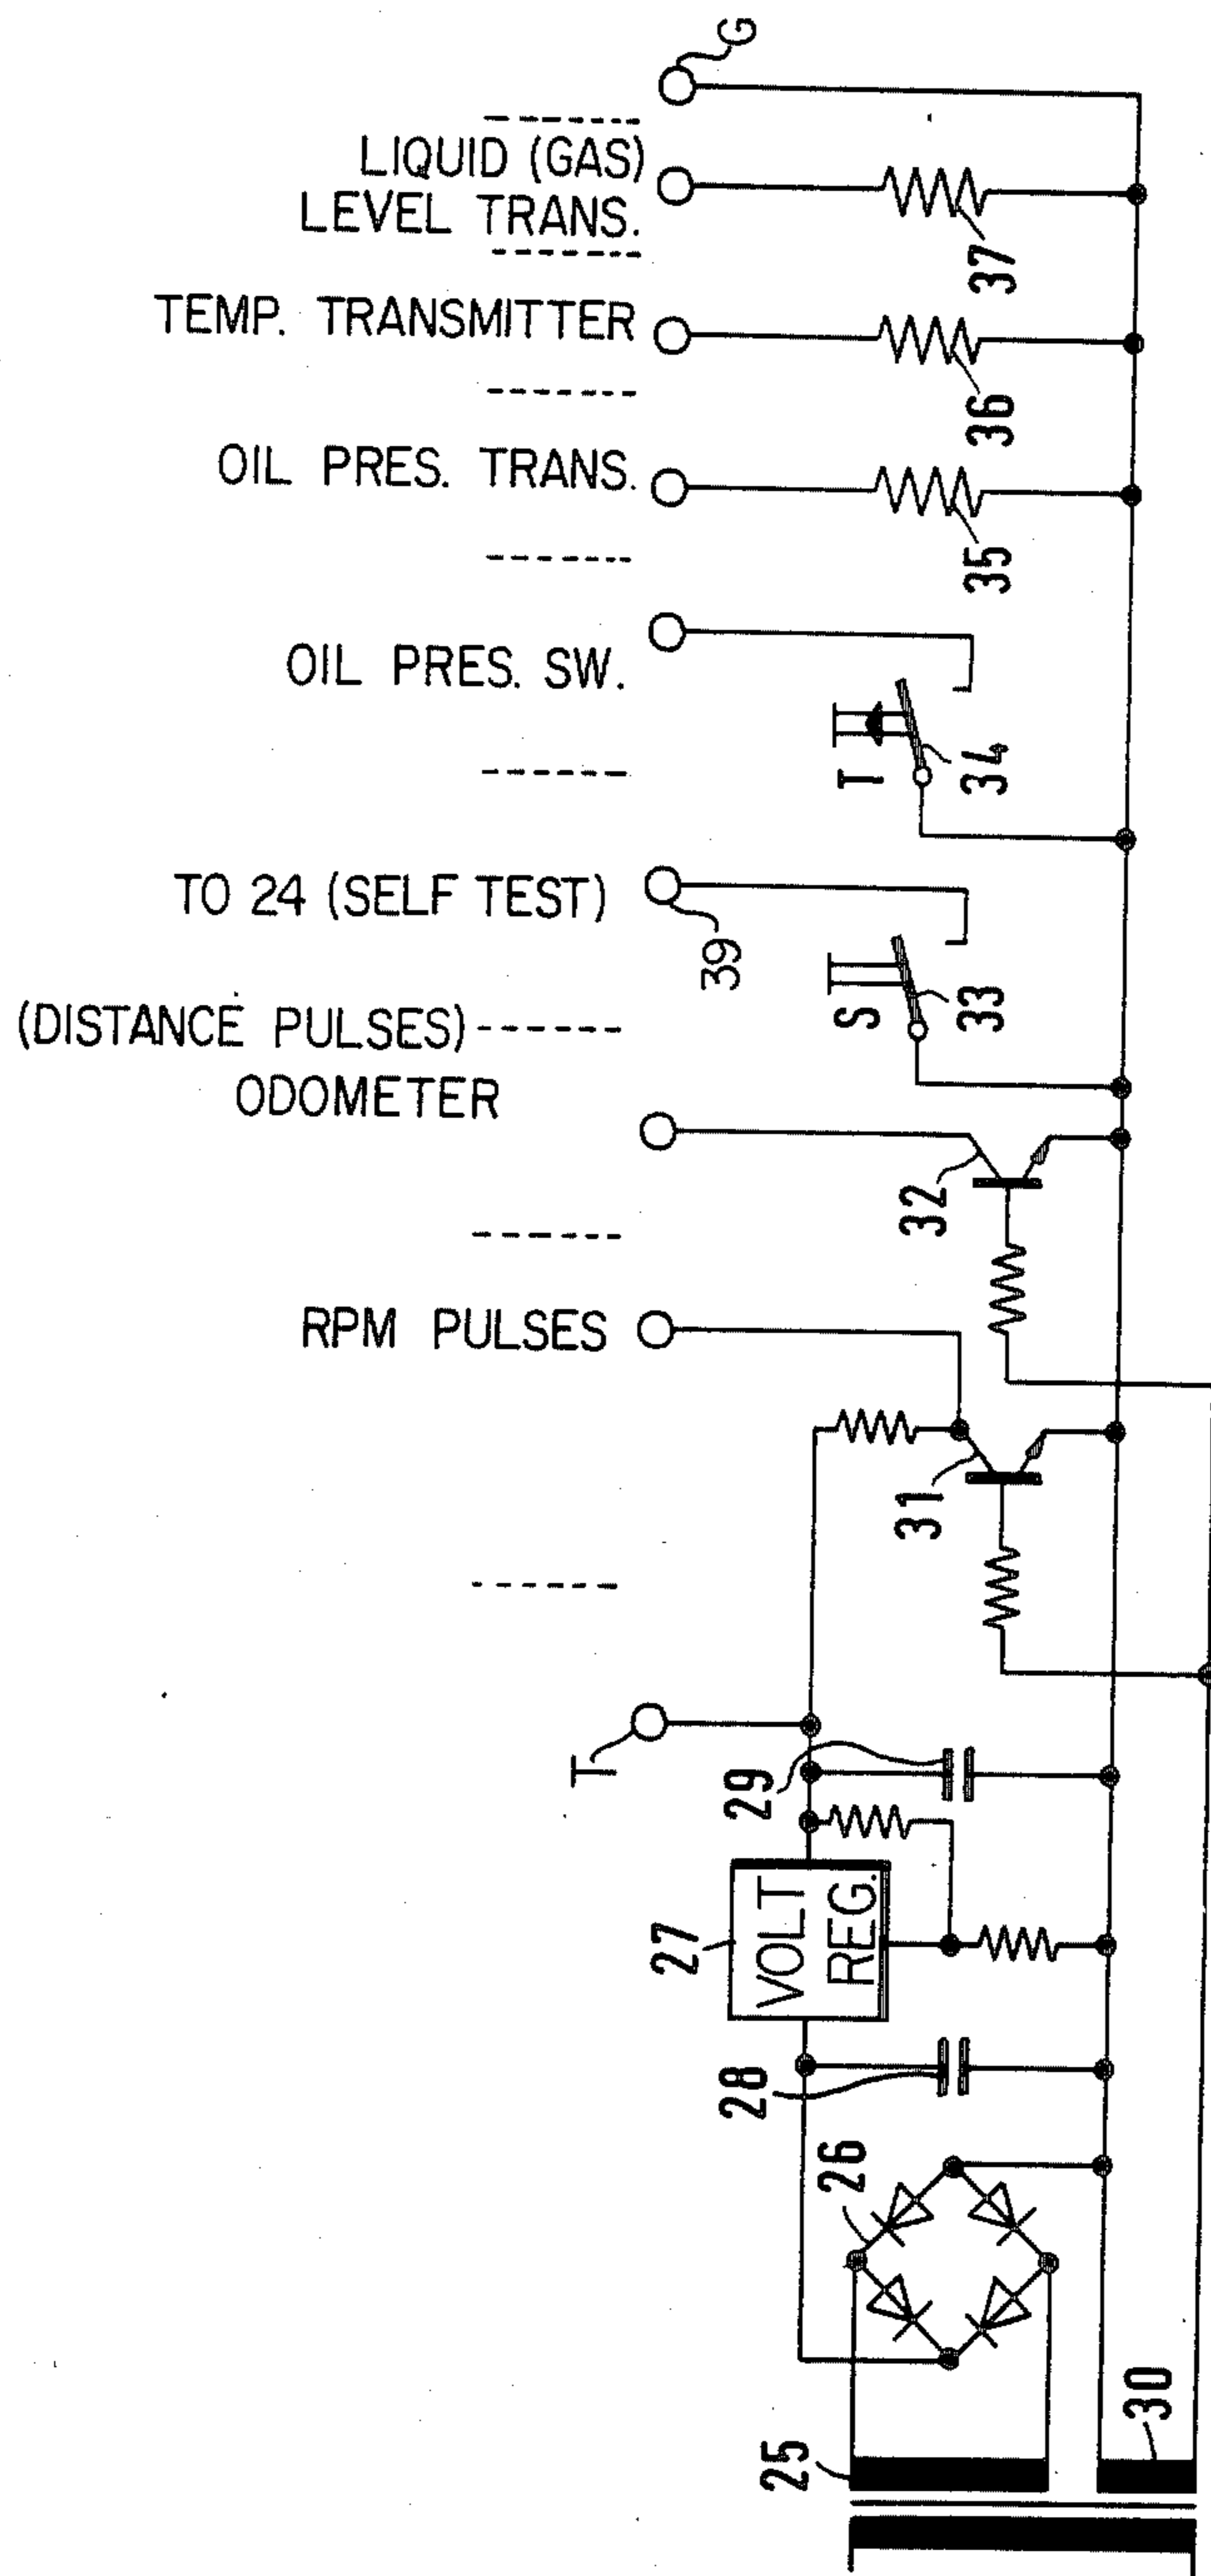 G
LIQUID (GAS)
LEVEL TRANS.
37
TEMP. TRANSMITTER
36
OIL PRES. TRANS.
35
OIL PRES. SW.
T
34
TO 24 (SELF TEST)
39
S
33
(DISTANCE PULSES)
ODOMETER
32
RPM PULSES
31
T
29
27
VOLT
REG.
28
26
25
30